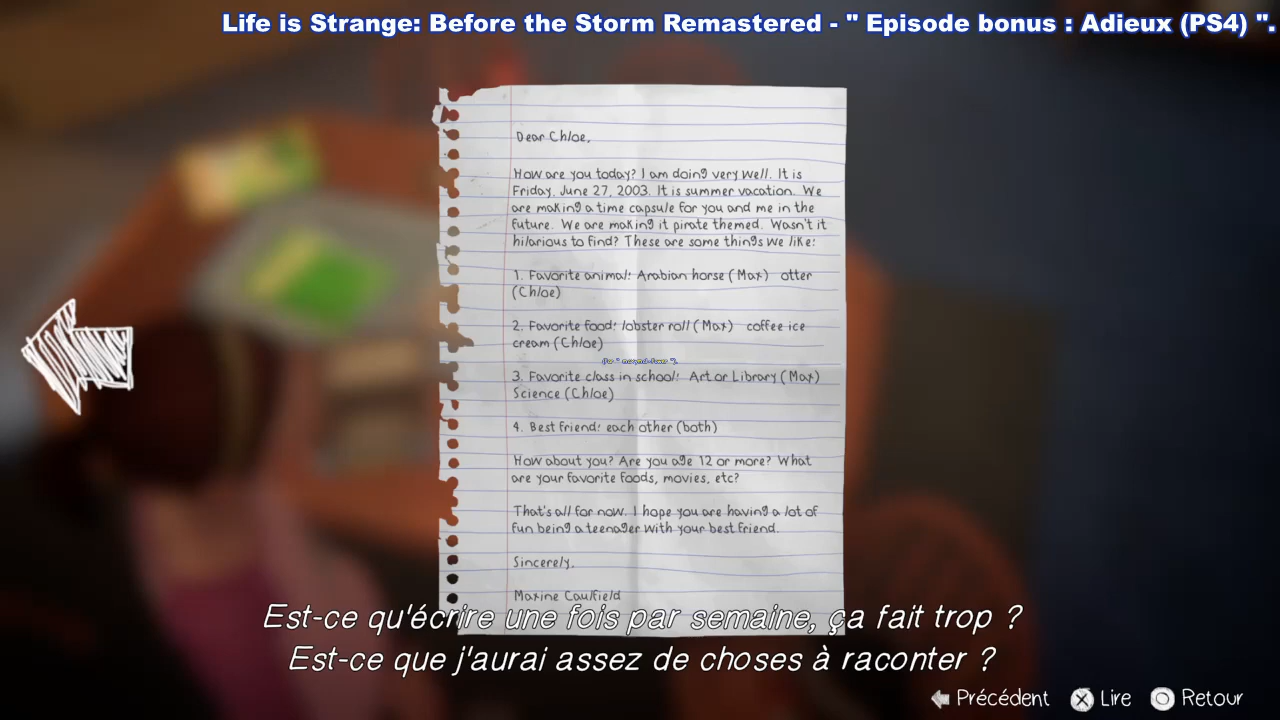 Life is Strange: Before the Storm Remastered - " Episode bonus : Adieux (PS4) ".
Dear Chloe,
How are you today? I am doing very well. It is
Friday, June 27, 2003. It is summer vacation. We
are making a time capsule for you and me in the
future. We are making it pirate themed. Wasn't it
hilarious to find? These are some things we like:
1. Favorite animal: Arabian horse (Max) otter
(Chloe)
2. Favorite food: lobster roll (Max) coffee ice
cream (Chloe)
3. Favorite class in school: Art or Library (Max)
Science (Chloe)
4. Best friend: each other (both)
How about you? Are you age 12 or more? What
are your favorite foods, movies, etc?
That's all for now. I hope you are having a lot of
fun being a teenager with your best friend.
Sincerely,
Maxine Caulfield
Est-ce qu'écrire une fois par semaine, ça fait trop ?
Est-ce que j'aurai assez de choses à raconter ?
Précédent Lire Retour